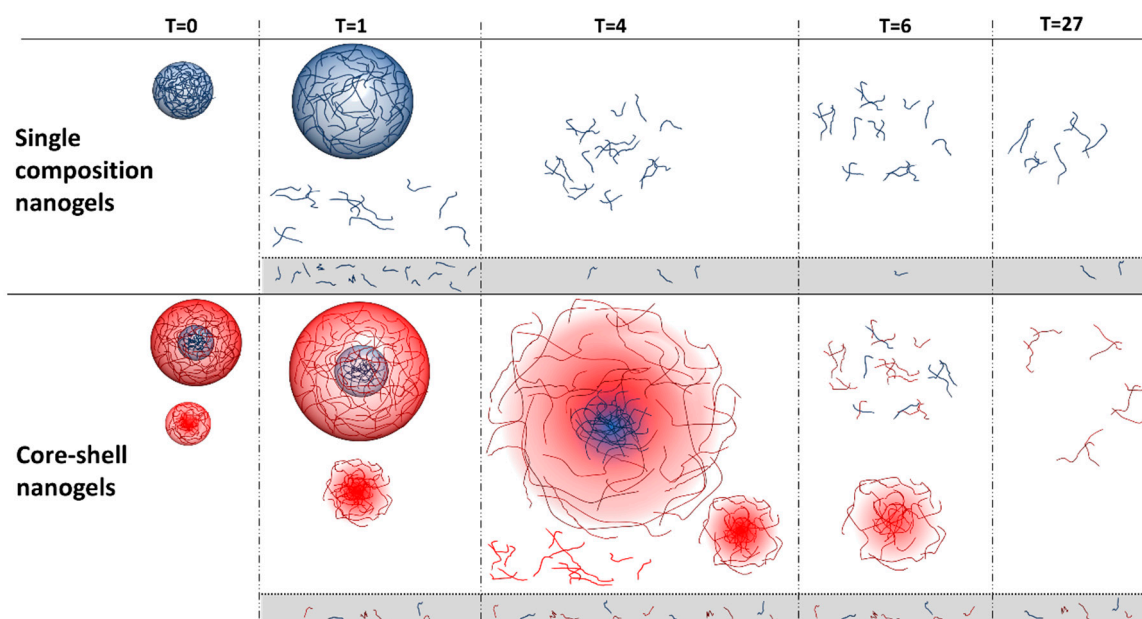 T=0 T=1 T=4 T=6 T=27
Single
composition
nanogels
Core-shell
nanogels